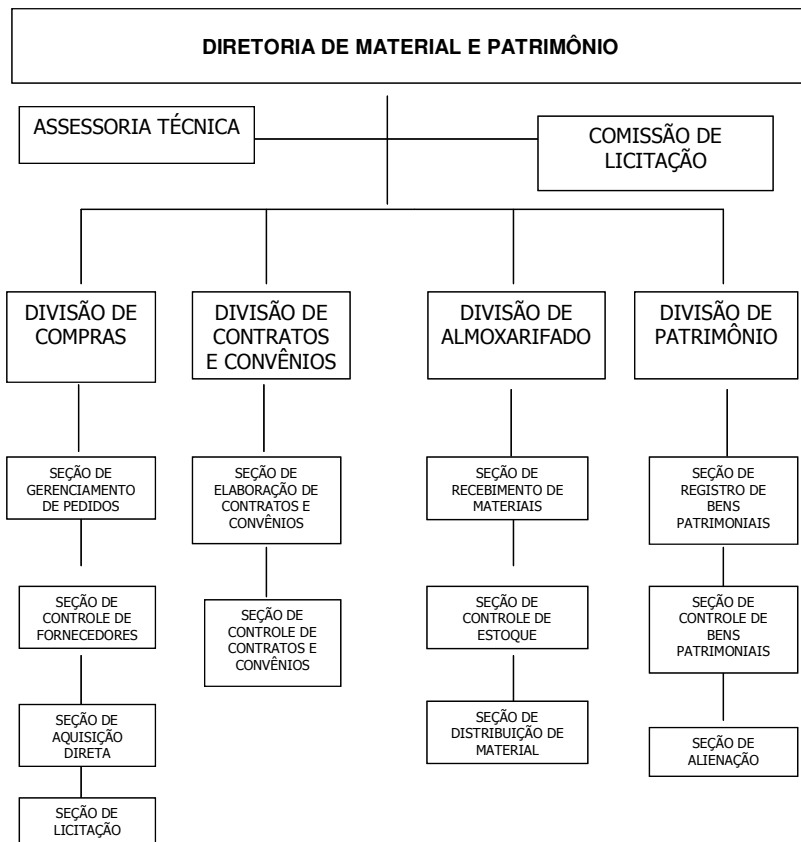 DIRETORIA DE MATERIAL E PATRIMÔNIO
ASSESSORIA TÉCNICA
COMISSÃO DE
LICITAÇÃO
DIVISÃO DE
COMPRAS
DIVISÃO DE
CONTRATOS
E CONVÊNIOS
DIVISÃO DE
ALMOXARIFADO
DIVISÃO DE
PATRIMÔNIO
SEÇÃO DE
GERENCIAMENTO
DE PEDIDOS
SEÇÃO DE
ELABORAÇÃO DE
CONTRATOS E
CONVÊNIOS
SEÇÃO DE
RECEBIMENTO DE
MATERIAIS
SEÇÃO DE
REGISTRO DE
BENS
PATRIMONIAIS
SEÇÃO DE
CONTROLE DE
FORNECEDORES
SEÇÃO DE
CONTROLE DE
CONTRATOS E
CONVÊNIOS
SEÇÃO DE
CONTROLE DE
ESTOQUE
SEÇÃO DE
CONTROLE DE
BENS
PATRIMONIAIS
SEÇÃO DE
AQUISIÇÃO
DIRETA
SEÇÃO DE
DISTRIBUIÇÃO DE
MATERIAL
SEÇÃO DE
ALIENAÇÃO
SEÇÃO DE
LICITAÇÃO